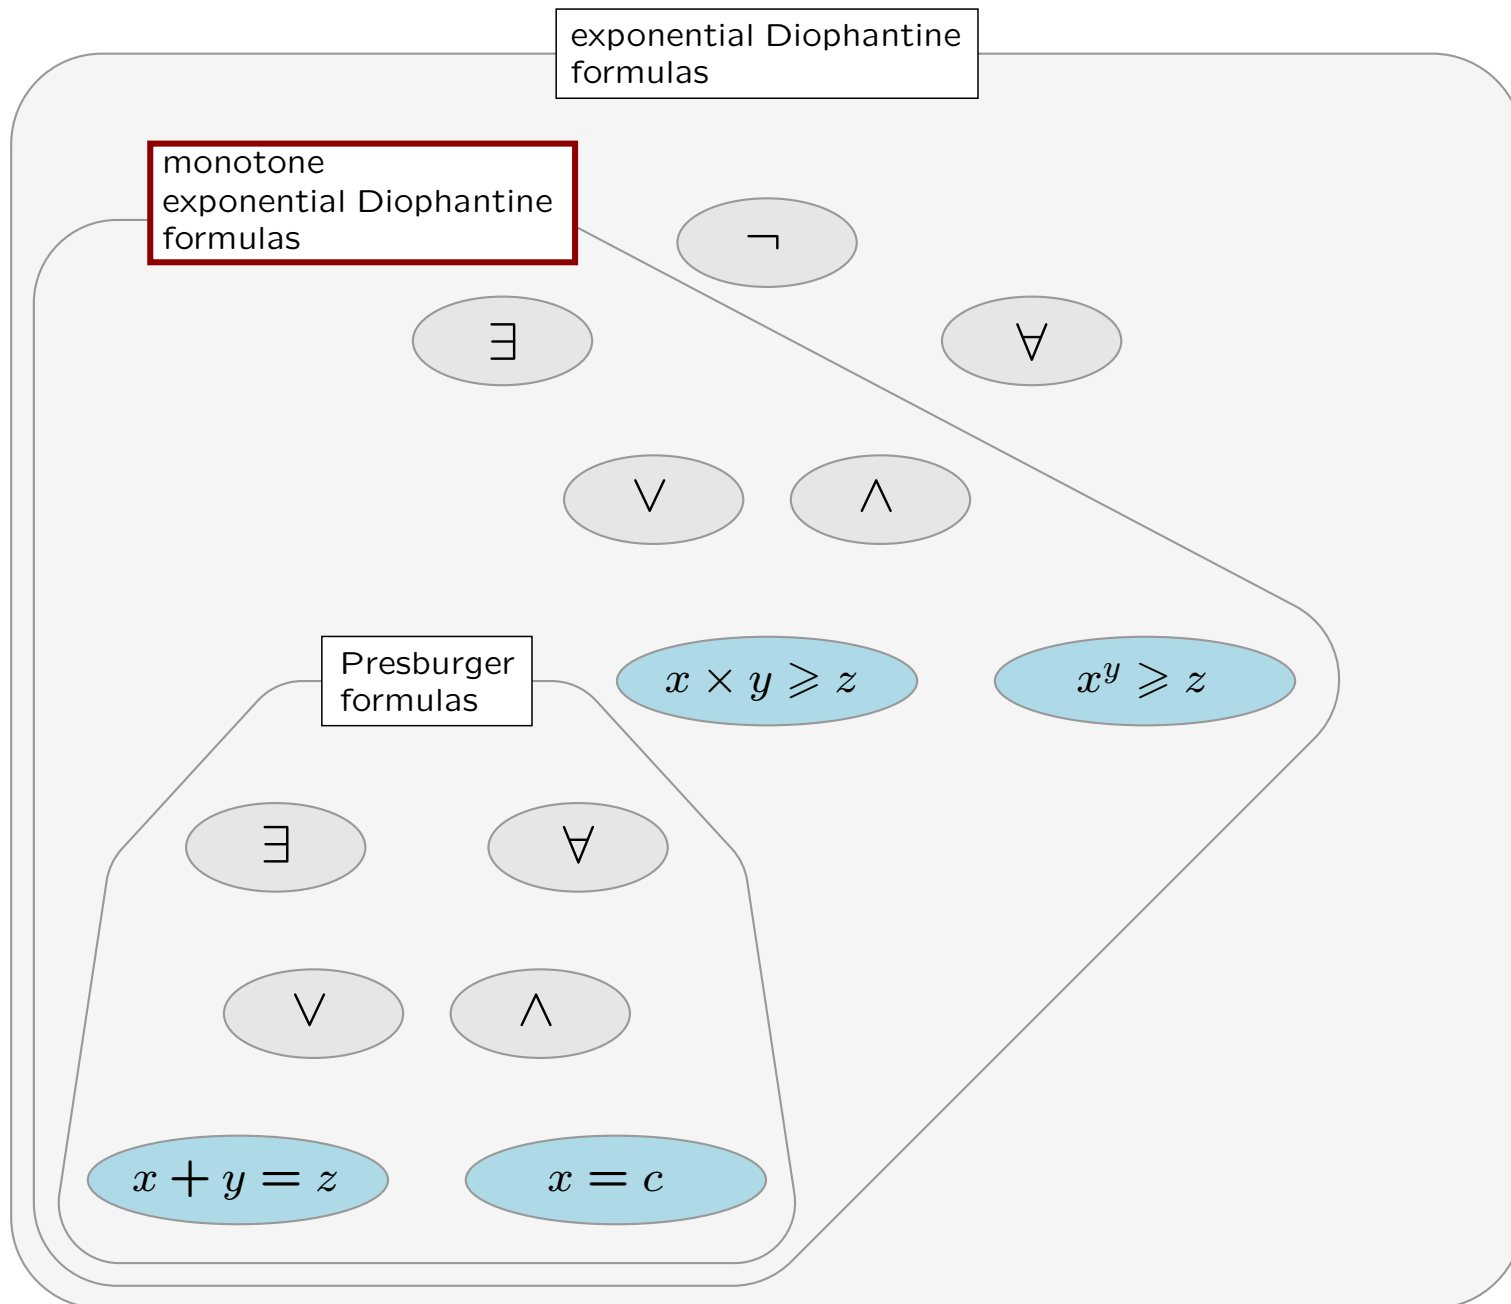 exponential Diophantine
formulas
monotone
exponential Diophantine
formulas
¬
∃
∀
∨
∧
Presburger
formulas
x × y ⩾ z
x^y ⩾ z
∃
∀
∨
∧
x + y = z
x = c